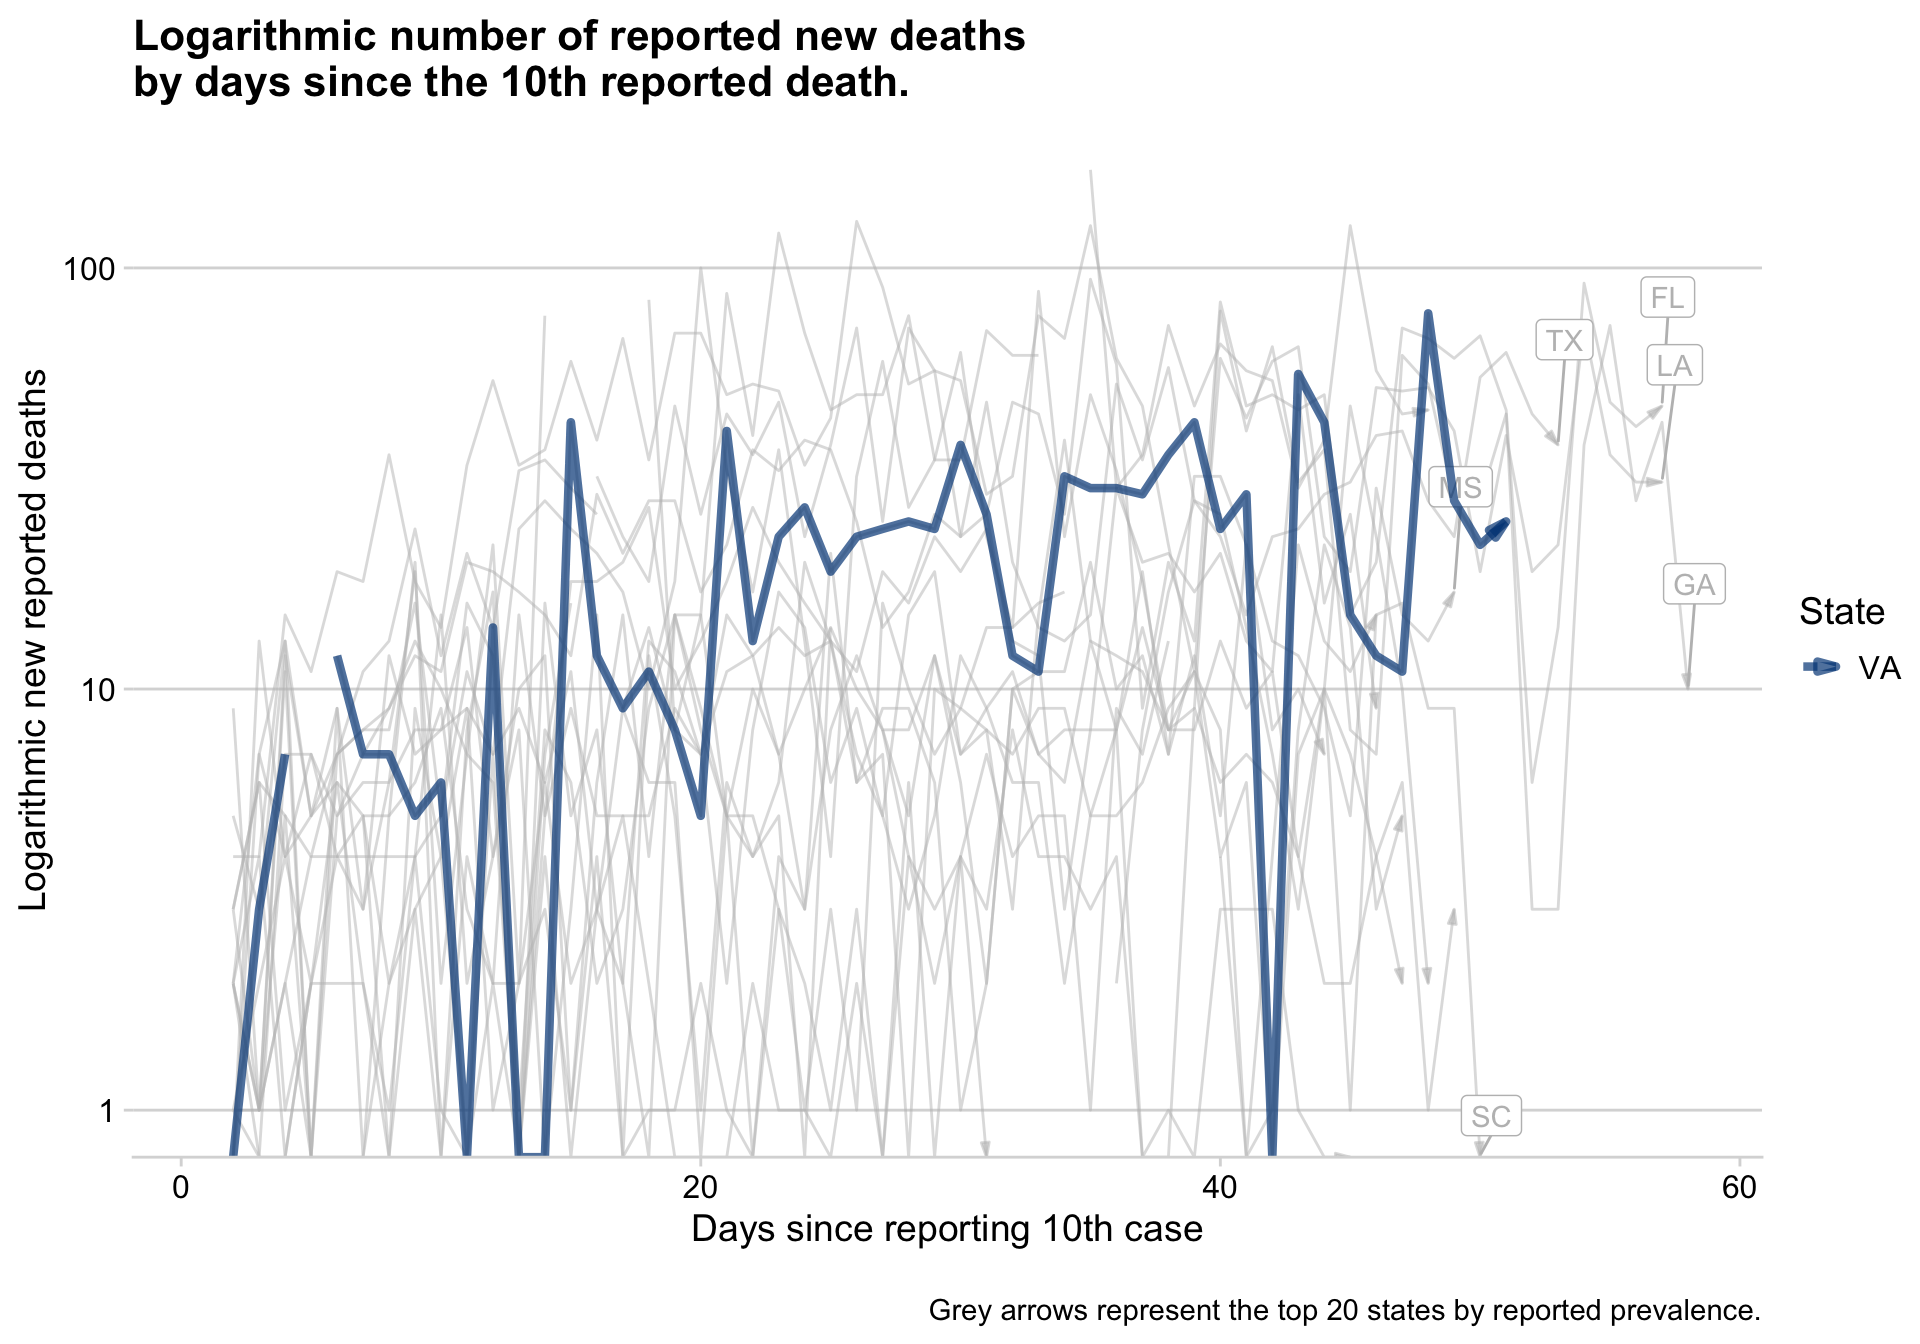 Logarithmic number of reported new deaths
by days since the 10th reported death.
Logarithmic new reported deaths
100
10
1
FL
TX
LA
MS
GA
SC
State
VA
0 20 40 60
Days since reporting 10th case
Grey arrows represent the top 20 states by reported prevalence.